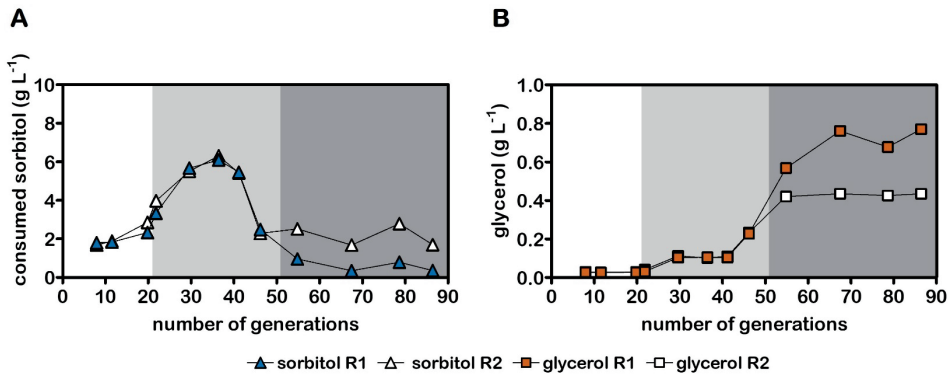 A
B
consumed sorbitol (g L-1)
10
8
6
4
2
0
0 10 20 30 40 50 60 70 80 90
number of generations
glycerol (g L-1)
1.0
0.8
0.6
0.4
0.2
0.0
0 10 20 30 40 50 60 70 80 90
number of generations
sorbitol R1 sorbitol R2 glycerol R1 glycerol R2